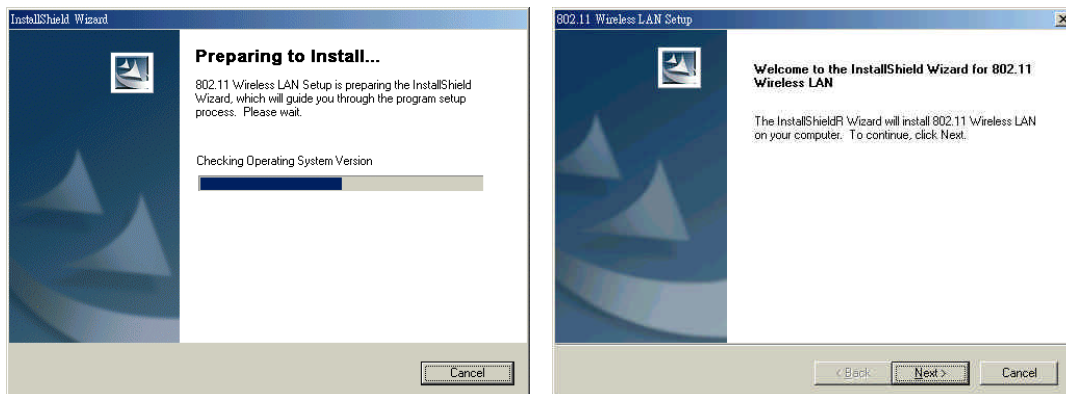 InstallShield Wizard
Preparing to Install...
802.11 Wireless LAN Setup is preparing the InstallShield
Wizard, which will guide you through the program setup
process. Please wait.
Checking Operating System Version
Cancel
802.11 Wireless LAN Setup
Welcome to the InstallShield Wizard for 802.11
Wireless LAN
The InstallShieldR Wizard will install 802.11 Wireless LAN
on your computer. To continue, click Next.
< Back
Next >
Cancel